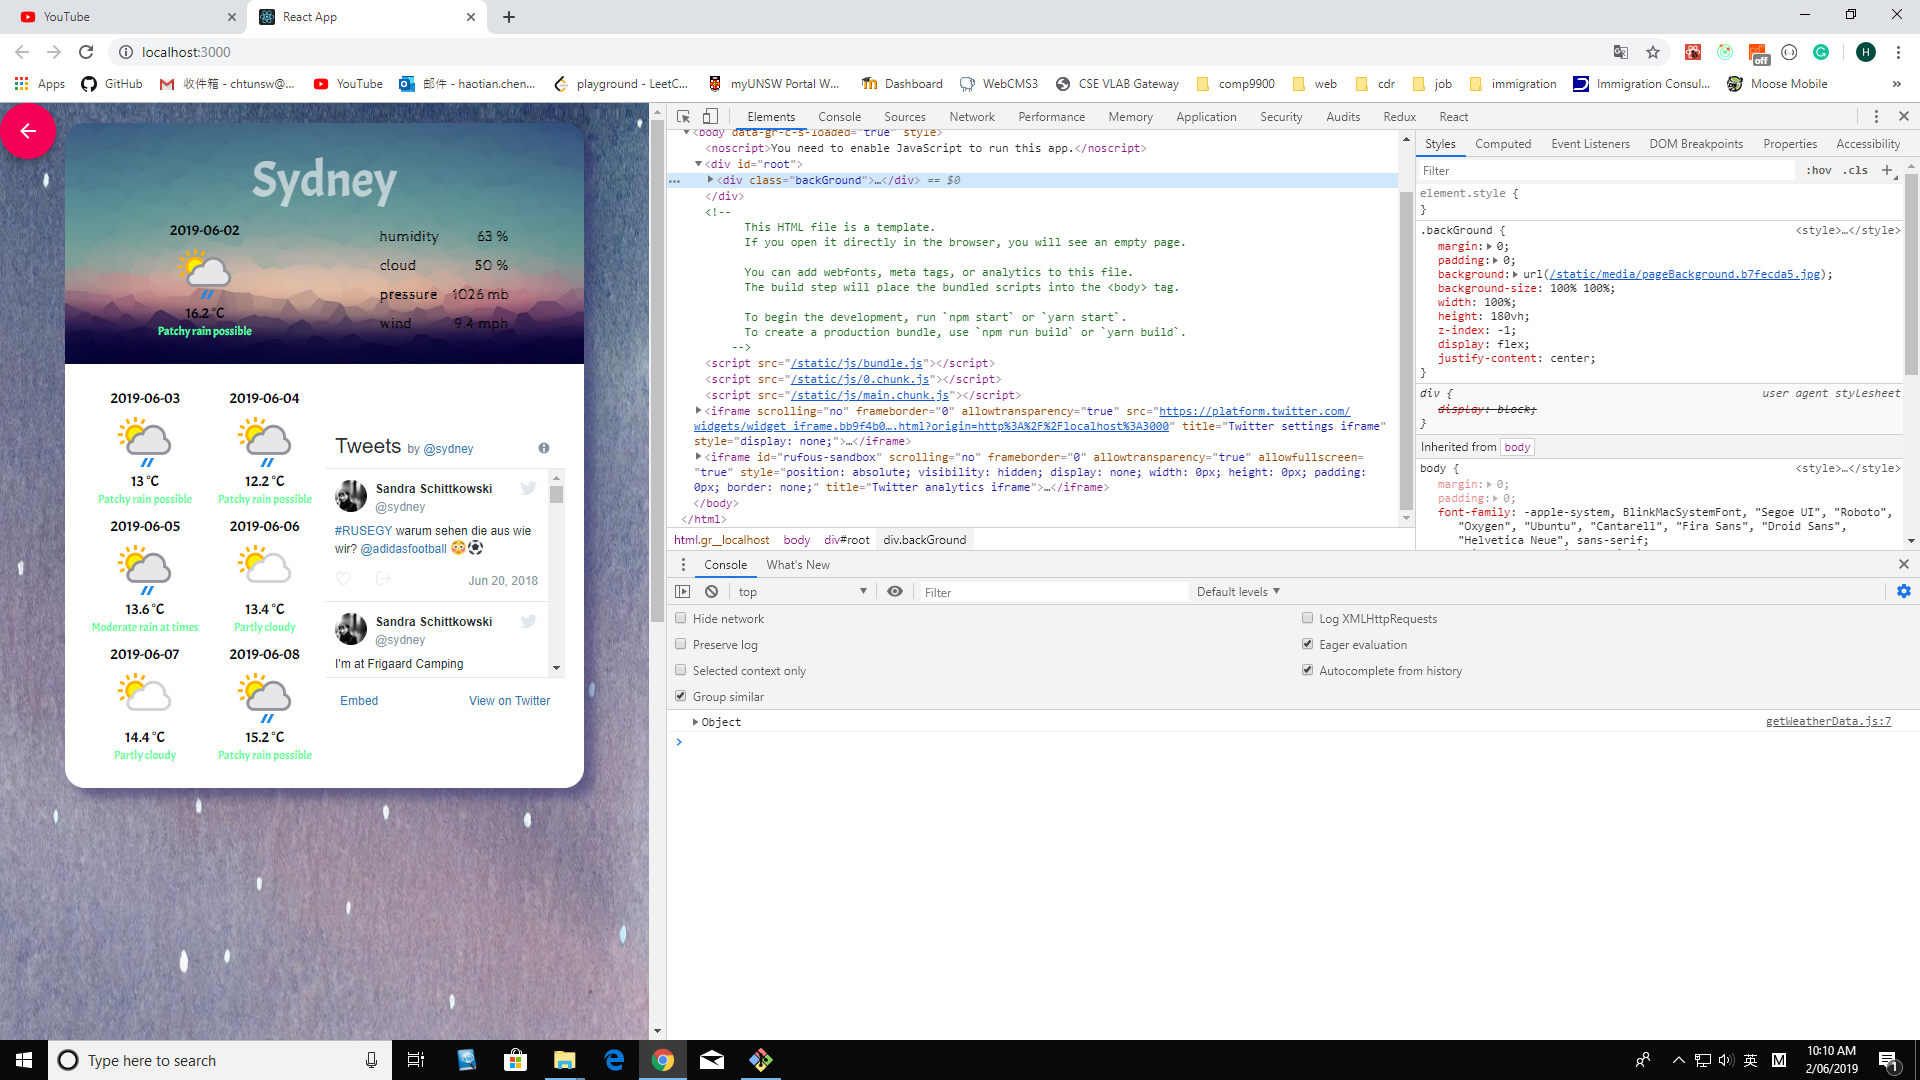 YouTube
React App
localhost:3000
Apps
GitHub
收件箱 - chtunsw@...
YouTube
邮件 - haotian.chen...
playground - LeetC...
myUNSW Portal W...
Dashboard
WebCMS3
CSE VLAB Gateway
comp9900
web
cdr
job
immigration
Immigration Consul...
Moose Mobile
»
off
H
Sydney
2019-06-02
16.2 °C
Patchy rain possible
humidity 63 %
cloud 50 %
pressure 1026 mb
wind 9.4 mph
2019-06-03
13 °C
Patchy rain possible
2019-06-04
12.2 °C
Patchy rain possible
2019-06-05
13.6 °C
Moderate rain at times
2019-06-06
13.4 °C
Partly cloudy
2019-06-07
14.4 °C
Partly cloudy
2019-06-08
15.2 °C
Patchy rain possible
Tweets by @sydney
Sandra Schittkowski
@sydney
#RUSEGY warum sehen die aus wie
wir? @adidasfootball 😳⚽
Jun 20, 2018
Sandra Schittkowski
@sydney
I'm at Frigaard Camping
Embed
View on Twitter
Elements Console Sources Network Performance Memory Application Security Audits Redux React
<body data-gr-c-s-loaded="true" style>
<noscript>You need to enable JavaScript to run this app.</noscript>
<div id="root">
<div class="backGround">…</div> == $0
</div>
<!--
This HTML file is a template.
If you open it directly in the browser, you will see an empty page.
You can add webfonts, meta tags, or analytics to this file.
The build step will place the bundled scripts into the <body> tag.
To begin the development, run `npm start` or `yarn start`.
To create a production bundle, use `npm run build` or `yarn build`.
-->
<script src="/static/js/bundle.js"></script>
<script src="/static/js/0.chunk.js"></script>
<script src="/static/js/main.chunk.js"></script>
<iframe scrolling="no" frameborder="0" allowtransparency="true" src="https://platform.twitter.com/
widgets/widget_iframe.bb9f4b0….html?origin=http%3A%2F%2Flocalhost%3A3000" title="Twitter settings iframe"
style="display: none;">…</iframe>
<iframe id="rufous-sandbox" scrolling="no" frameborder="0" allowtransparency="true" allowfullscreen=
"true" style="position: absolute; visibility: hidden; display: none; width: 0px; height: 0px; padding:
0px; border: none;" title="Twitter analytics iframe">…</iframe>
</body>
</html>
html.gr__localhost body div#root div.backGround
Styles Computed Event Listeners DOM Breakpoints Properties Accessibility
Filter
:hov .cls +
element.style {
}
.backGround { <style>…</style>
margin: 0;
padding: 0;
background: url(/static/media/pageBackground.b7fecda5.jpg);
background-size: 100% 100%;
width: 100%;
height: 180vh;
z-index: -1;
display: flex;
justify-content: center;
}
div { user agent stylesheet
display: block;
}
Inherited from body
body { <style>…</style>
margin: 0;
padding: 0;
font-family: -apple-system, BlinkMacSystemFont, "Segoe UI", "Roboto",
"Oxygen", "Ubuntu", "Cantarell", "Fira Sans", "Droid Sans",
"Helvetica Neue", sans-serif;
Console What's New
top
Filter
Default levels
Hide network
Log XMLHttpRequests
Preserve log
Eager evaluation
Selected context only
Autocomplete from history
Group similar
Object getWeatherData.js:7
Type here to search
英
M
10:10 AM
2/06/2019
1